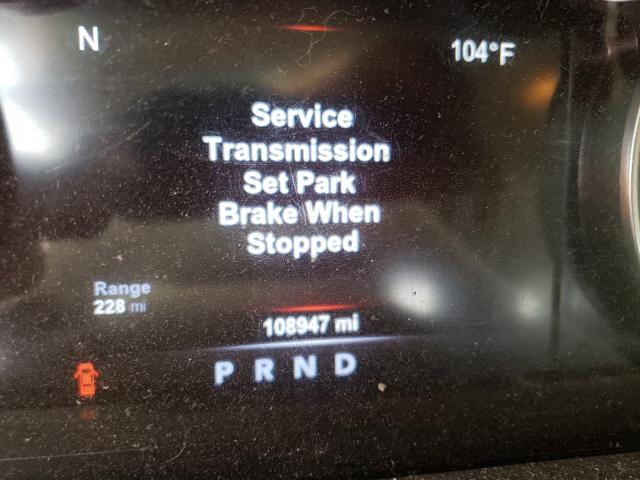 N
104°F
Service
Transmission
Set Park
Brake When
Stopped
Range
228 mi
108947 mi
P R N D